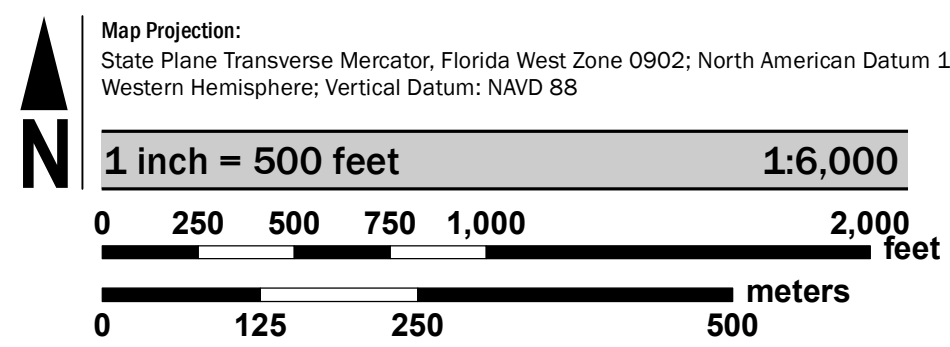 Map Projection:
State Plane Transverse Mercator, Florida West Zone 0902; North American Datum 1
Western Hemisphere; Vertical Datum: NAVD 88
N
1 inch = 500 feet 1:6,000
0 250 500 750 1,000 2,000
feet
meters
0 125 250 500